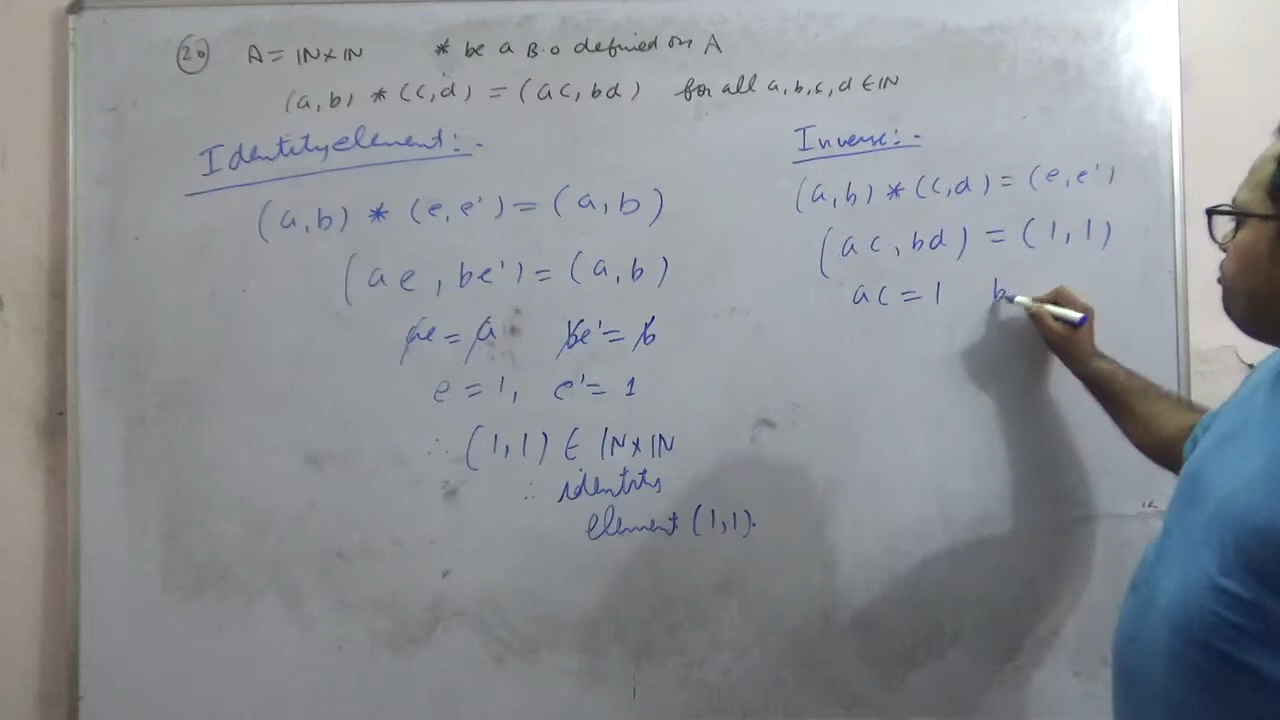 20 A = IN×IN * be a B.o defined on A
(a,b) * (c,d) = (ac, bd) for all a,b,c,d ∈ IN
Identity element:-
(a,b) * (e,e') = (a,b)
(ae, be') = (a,b)
ae = a be' = b
e = 1, e' = 1
∴ (1,1) ∈ IN×IN
∴ identity
element (1,1).
Inverse:-
(a,b) * (c,d) = (e,e')
(ac, bd) = (1,1)
ac = 1 b